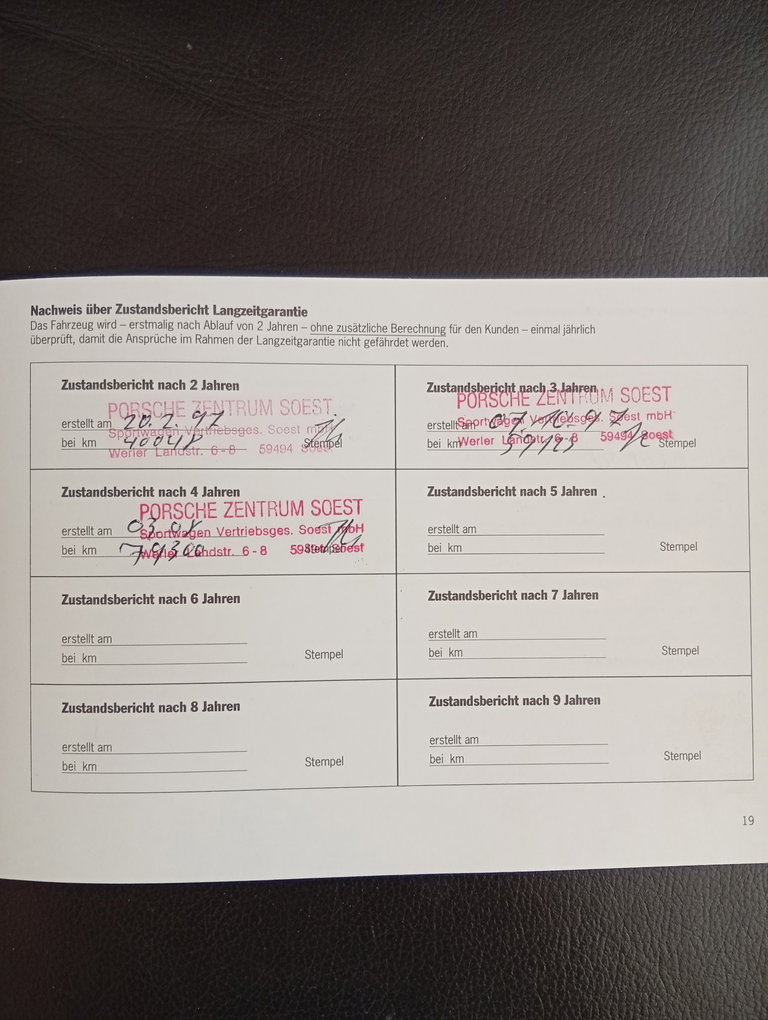 Nachweis über Zustandsbericht Langzeitgarantie
Das Fahrzeug wird – erstmalig nach Ablauf von 2 Jahren – ohne zusätzliche Berechnung für den Kunden – einmal jährlich
überprüft, damit die Ansprüche im Rahmen der Langzeitgarantie nicht gefährdet werden.
Zustandsbericht nach 2 Jahren
PORSCHE ZENTRUM SOEST
erstellt am 20.2.97
Sportwagen Vertriebsges. Soest mbH
bei km
Stempel
Werler Landstr. 6-8 59494 Soest
Zustandsbericht nach 3 Jahren
PORSCHE ZENTRUM SOEST
erstellt am
Sportwagen Vertriebsges. Soest mbH
bei km
Werler Landstr. 6-8 59494 Soest
Stempel
Zustandsbericht nach 4 Jahren
PORSCHE ZENTRUM SOEST
erstellt am
Sportwagen Vertriebsges. Soest mbH
bei km
Werler Landstr. 6-8 59494 Soest
Stempel
Zustandsbericht nach 5 Jahren
erstellt am
bei km
Stempel
Zustandsbericht nach 6 Jahren
erstellt am
bei km
Stempel
Zustandsbericht nach 7 Jahren
erstellt am
bei km
Stempel
Zustandsbericht nach 8 Jahren
erstellt am
bei km
Stempel
Zustandsbericht nach 9 Jahren
erstellt am
bei km
Stempel
19